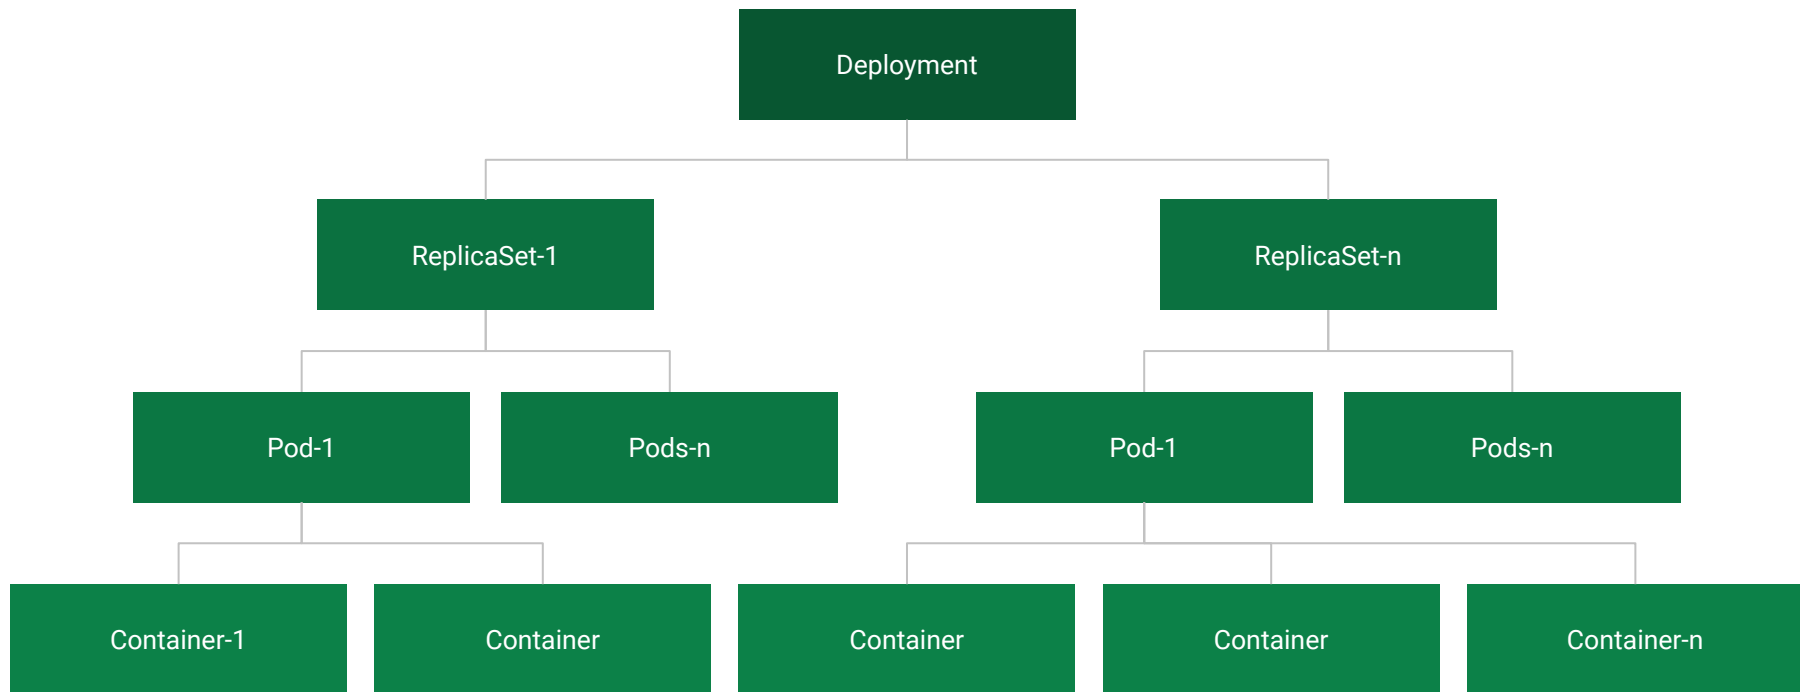 Deployment
ReplicaSet-1
ReplicaSet-n
Pod-1
Pods-n
Pod-1
Pods-n
Container-1
Container
Container
Container
Container-n